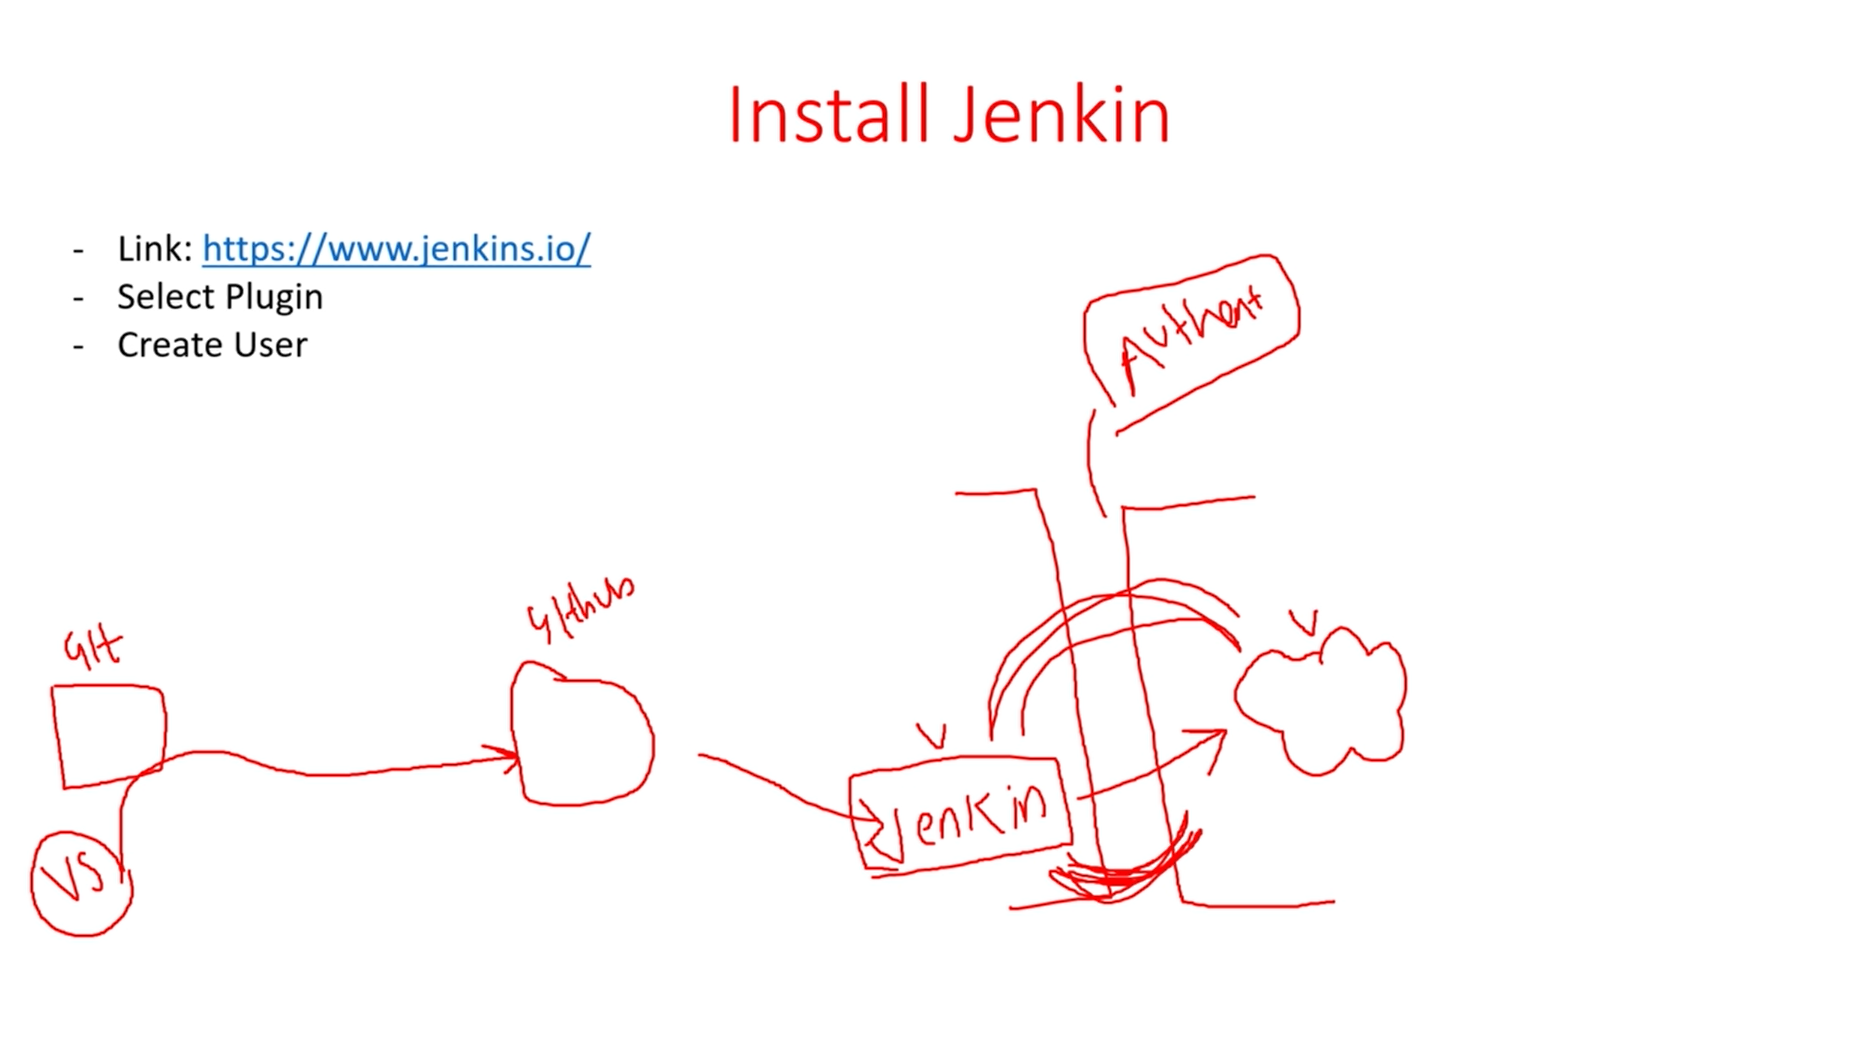 Install Jenkin
- Link: https://www.jenkins.io/
- Select Plugin
- Create User
Authent
Github
Git
V
V
Jenkin
VS